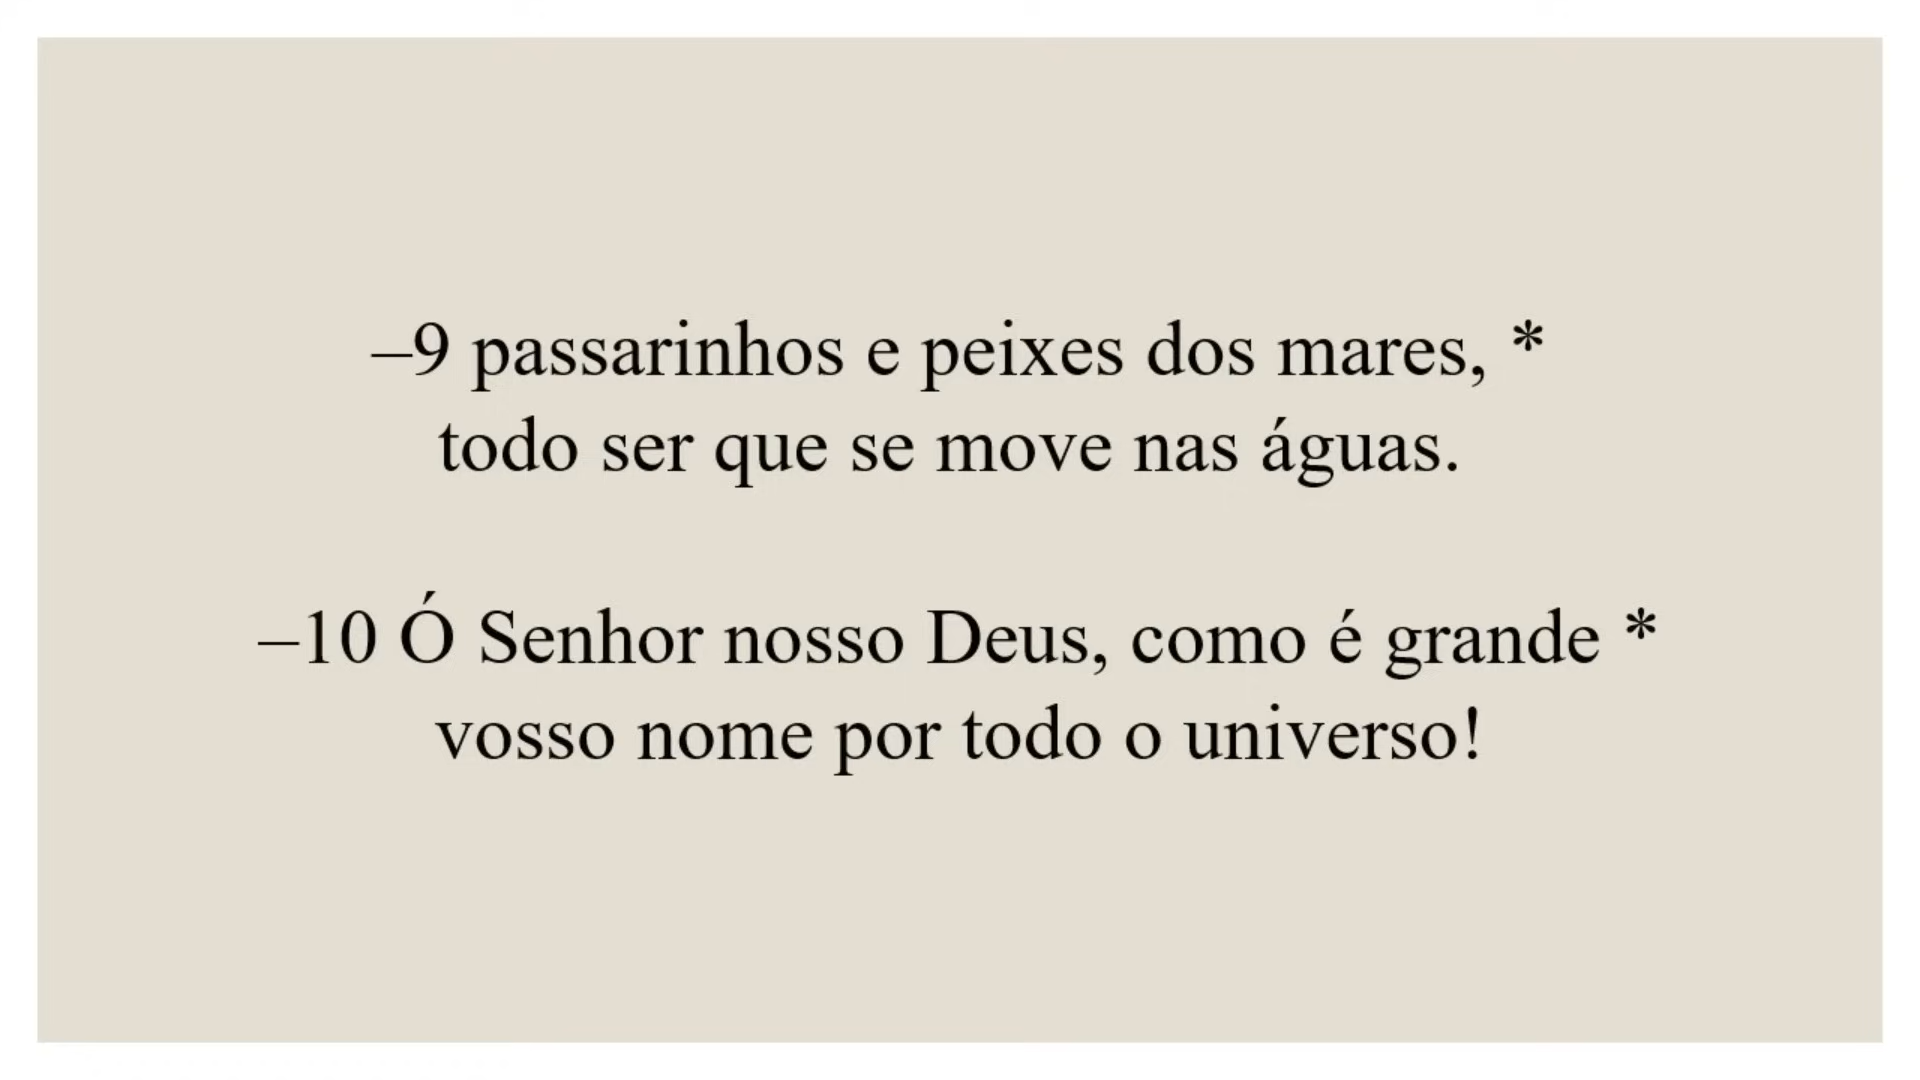 –9 passarinhos e peixes dos mares, *
todo ser que se move nas águas.
–10 Ó Senhor nosso Deus, como é grande *
vosso nome por todo o universo!